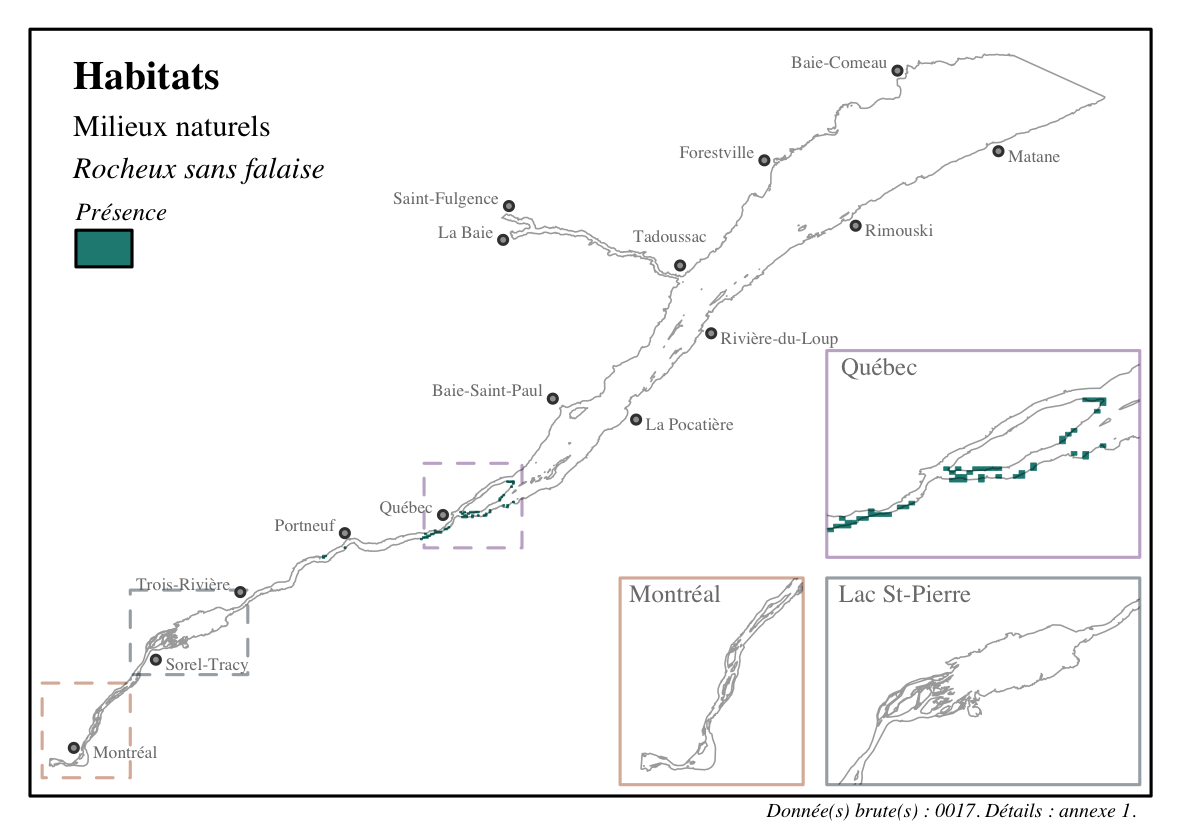 Habitats
Milieux naturels
Rocheux sans falaise
Présence
Baie-Comeau
Forestville
Matane
Saint-Fulgence
La Baie
Tadoussac
Rimouski
Rivière-du-Loup
Baie-Saint-Paul
La Pocatière
Québec
Portneuf
Trois-Rivière
Sorel-Tracy
Montréal
Québec
Montréal
Lac St-Pierre
Donnée(s) brute(s) : 0017. Détails : annexe 1.